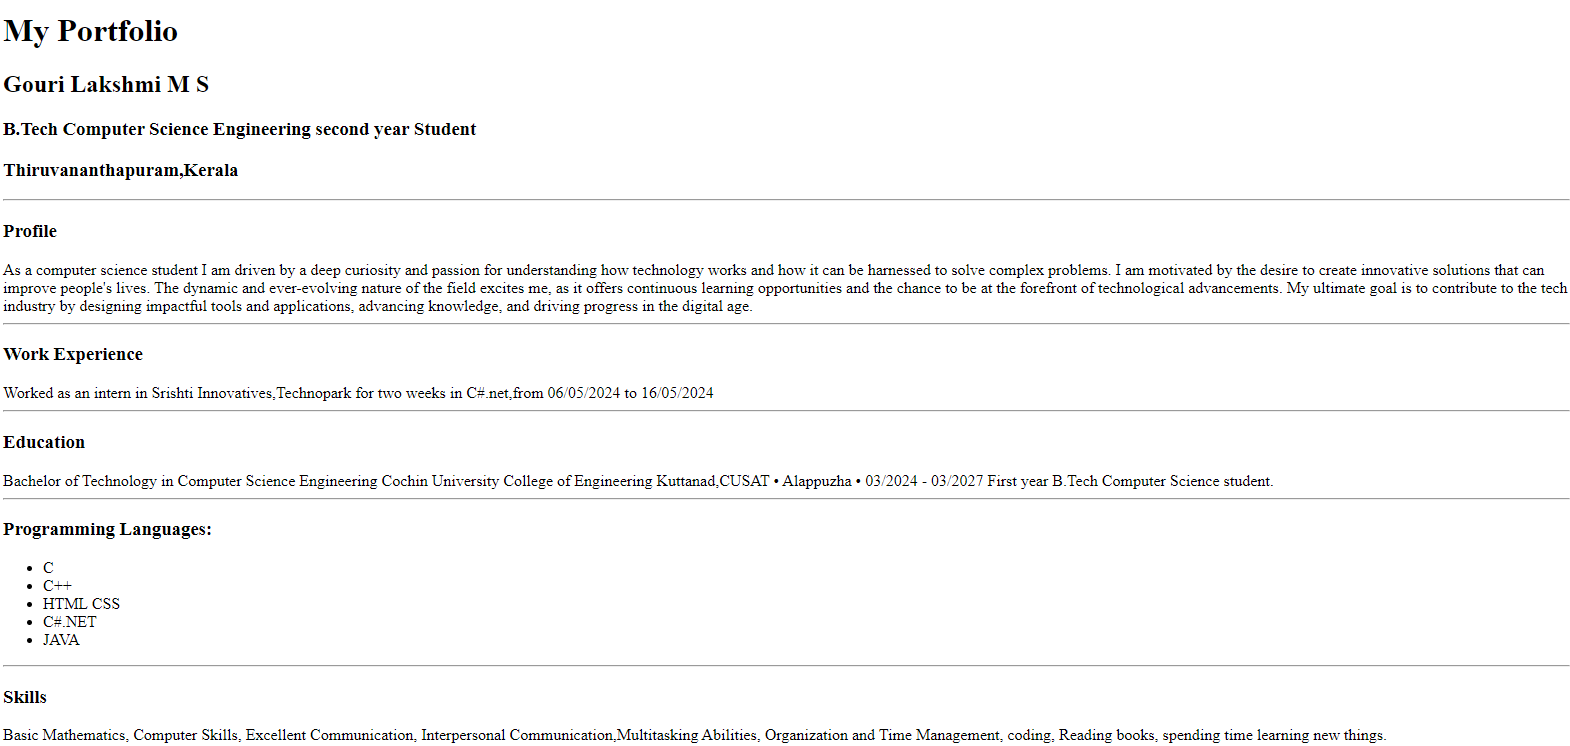 My Portfolio
Gouri Lakshmi M S
B.Tech Computer Science Engineering second year Student
Thiruvananthapuram,Kerala
Profile
As a computer science student I am driven by a deep curiosity and passion for understanding how technology works and how it can be harnessed to solve complex problems. I am motivated by the desire to create innovative solutions that can
improve people's lives. The dynamic and ever-evolving nature of the field excites me, as it offers continuous learning opportunities and the chance to be at the forefront of technological advancements. My ultimate goal is to contribute to the tech
industry by designing impactful tools and applications, advancing knowledge, and driving progress in the digital age.
Work Experience
Worked as an intern in Srishti Innovatives,Technopark for two weeks in C#.net,from 06/05/2024 to 16/05/2024
Education
Bachelor of Technology in Computer Science Engineering Cochin University College of Engineering Kuttanad,CUSAT • Alappuzha • 03/2024 - 03/2027 First year B.Tech Computer Science student.
Programming Languages:
• C
• C++
• HTML CSS
• C#.NET
• JAVA
Skills
Basic Mathematics, Computer Skills, Excellent Communication, Interpersonal Communication,Multitasking Abilities, Organization and Time Management, coding, Reading books, spending time learning new things.